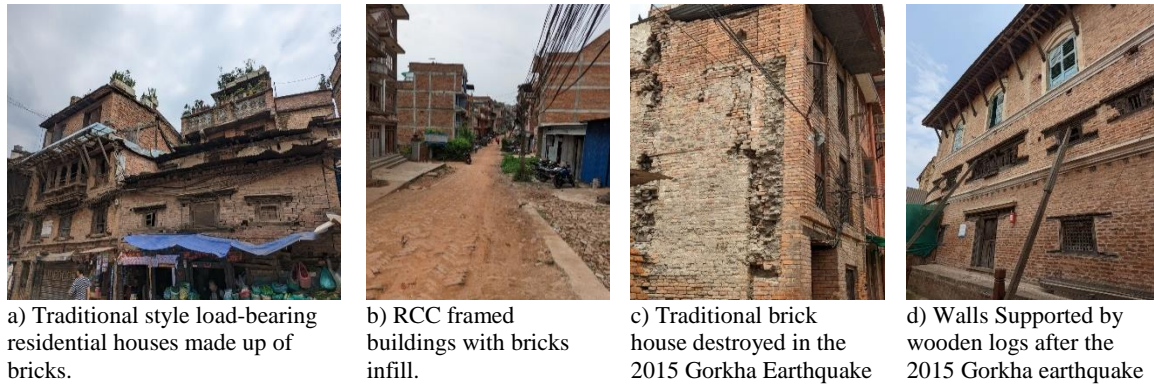 a) Traditional style load-bearing
residential houses made up of
bricks.
b) RCC framed
buildings with bricks
infill.
c) Traditional brick
house destroyed in the
2015 Gorkha Earthquake
d) Walls Supported by
wooden logs after the
2015 Gorkha earthquake